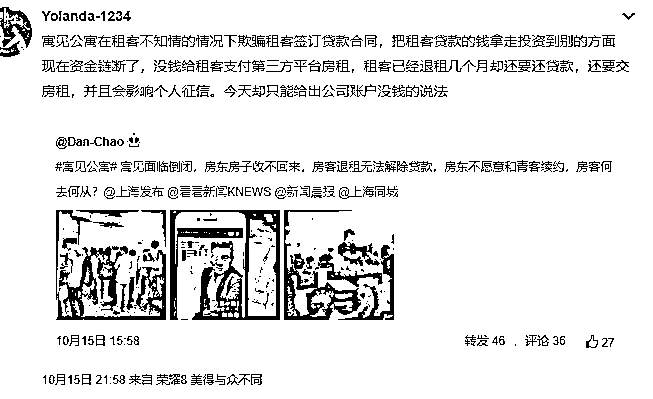 Yolanda-1234
寓见公寓在租客不知情的情况下欺骗租客签订贷款合同，把租客贷款的钱拿走投资到别的方面
现在资金链断了，没钱给租客支付第三方平台房租，租客已经退租几个月却还要还贷款，还要交
房租，并且会影响个人征信。今天却只能给出公司账户没钱的说法
@Dan-Chao
#寓见公寓# 寓见面临倒闭，房东房子收不回来，房客退租无法解除贷款，房东不愿意和青客续约，房客何
去何从？@上海发布 @看看新闻KNEWS @新闻晨报 @上海同城
10月15日 15:58
转发 46 . 评论 36 27
10月15日 21:58 来自 荣耀8 美得与众不同